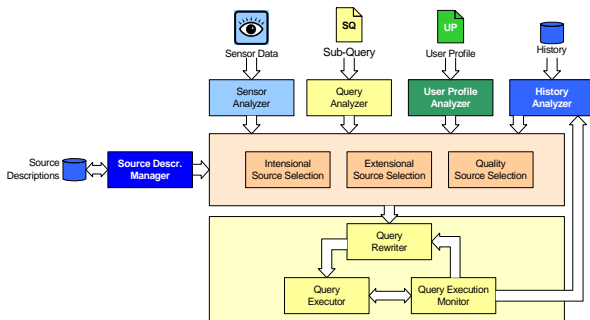 SQ
UP
Sensor Data
Sub-Query
User Profile
History
Sensor
Analyzer
Query
Analyzer
User Profile
Analyzer
History
Analyzer
Source
Descriptions
Source Descr.
Manager
Intensional
Source Selection
Extensional
Source Selection
Quality
Source Selection
Query
Rewriter
Query
Executor
Query Execution
Monitor